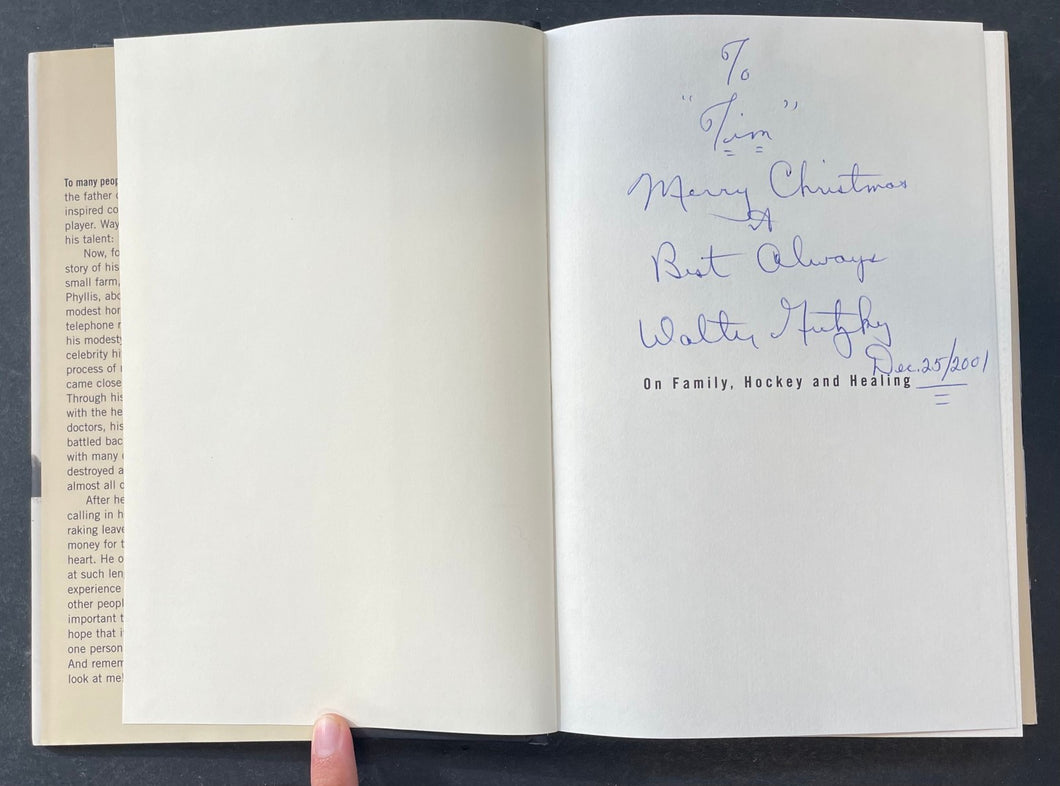 To many peop
the father
inspired co
player. Way
his talent:
Now, fo
story of his
small farm,
Phyllis, abo
modest hor
telephone r
his modesty
celebrity hi
process of
came close
Through his
with the he
doctors, his
battled bac
with many
destroyed a
almost all
After he
calling in h
raking leave
money for t
heart. He o
at such len
experience
other peopl
important t
hope that i
one person
And remem
look at me!
To
"Tim"
Merry Christmas
Best Always
Walter Gretzky
Dec. 25/2001
On Family, Hockey and Healing